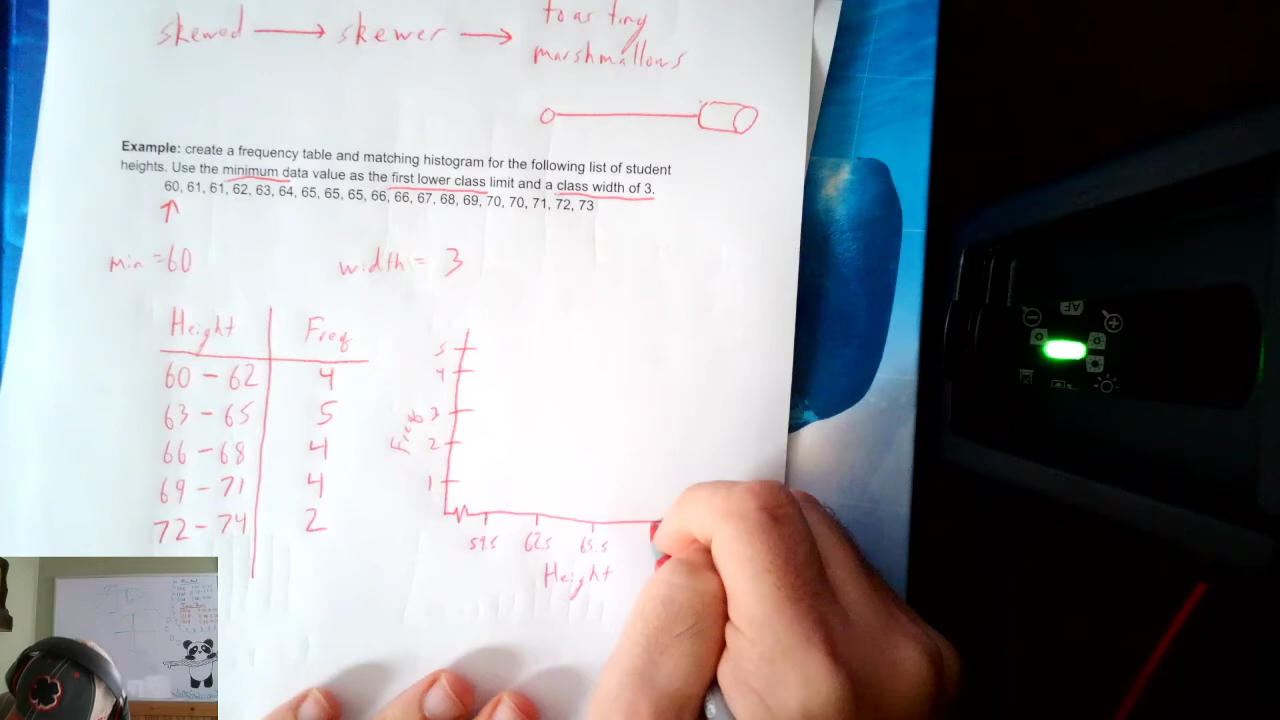 skewed → skewer → toasting
marshmallows
Example: create a frequency table and matching histogram for the following list of student
heights. Use the minimum data value as the first lower class limit and a class width of 3.
60, 61, 61, 62, 63, 64, 65, 65, 65, 66, 66, 67, 68, 69, 70, 70, 71, 72, 73
↑
min = 60 width = 3
Height Freq
60 - 62 4
63 - 65 5
66 - 68 4
69 - 71 4
72 - 74 2
5
4
3
Freq
2
1
59.5 62.5 65.5
Height
AF